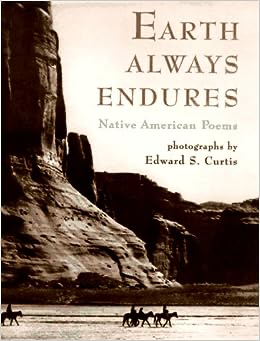 EARTH
ALWAYS
ENDURES
Native American Poems
photographs by
Edward S. Curtis